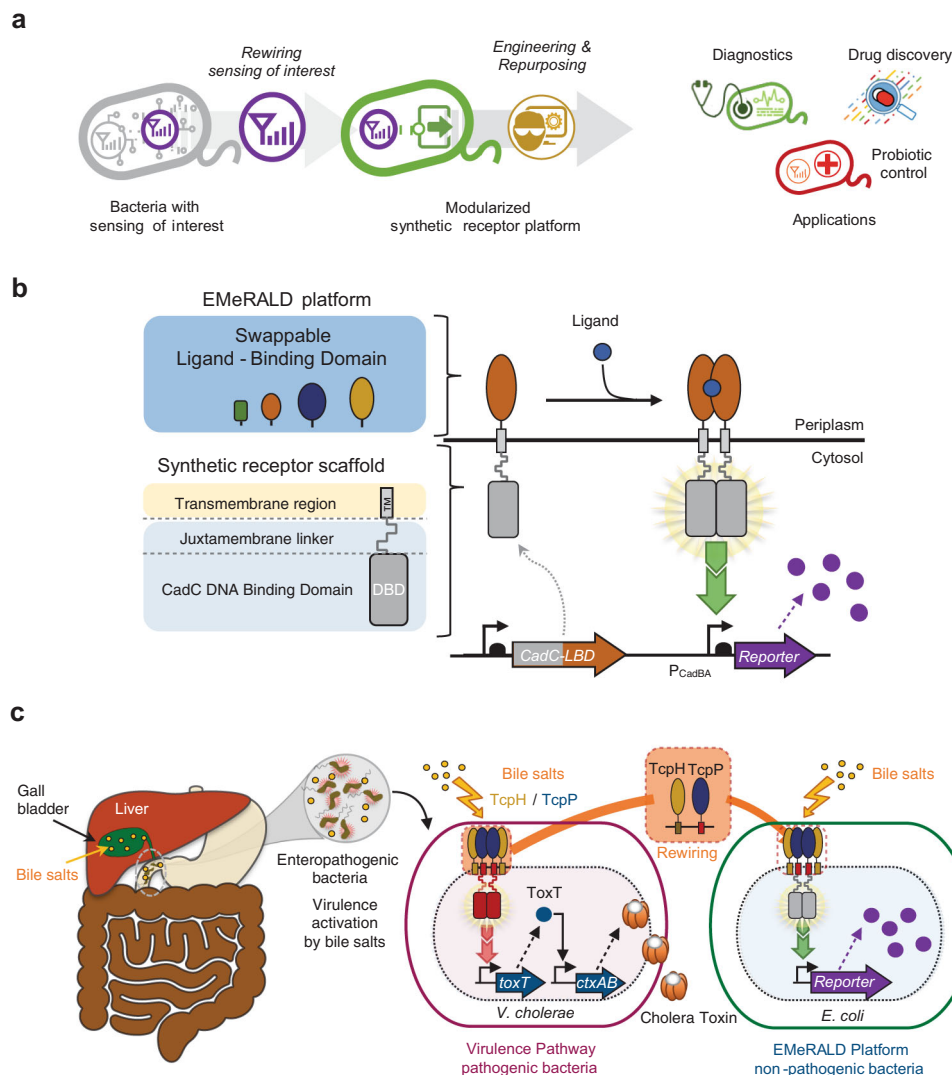 a
Rewiring
sensing of interest
Engineering &
Repurposing
Diagnostics
Drug discovery
Probiotic
control
Bacteria with
sensing of interest
Modularized
synthetic receptor platform
Applications
b
EMeRALD platform
Swappable
Ligand - Binding Domain
Ligand
Periplasm
Cytosol
Synthetic receptor scaffold
Transmembrane region
TM
Juxtamembrane linker
CadC DNA Binding Domain
DBD
CadC-LBD
PCadBA
Reporter
c
Gall
bladder
Liver
Bile salts
Enteropathogenic
bacteria
Virulence
activation
by bile salts
Bile salts
TcpH / TcpP
TcpH TcpP
Rewiring
Bile salts
ToxT
toxT
ctxAB
V. cholerae
Cholera Toxin
Reporter
E. coli
Virulence Pathway
pathogenic bacteria
EMeRALD Platform
non-pathogenic bacteria